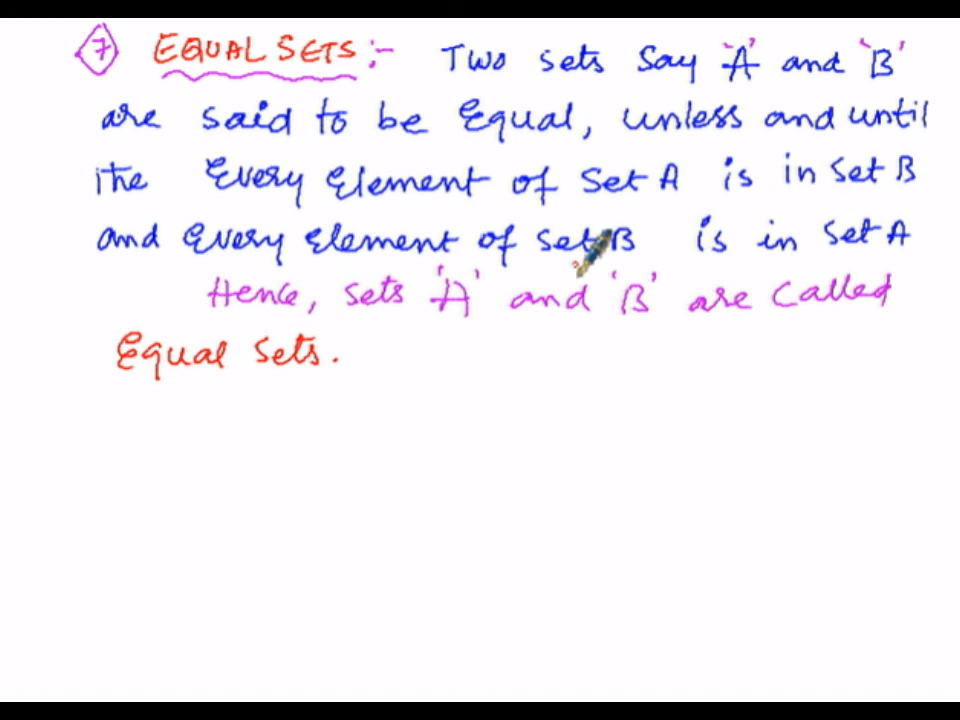 7 EQUAL SETS :- Two sets say 'A' and 'B'
are said to be Equal, unless and until
the Every Element of Set A is in Set B
and Every Element of Set B is in Set A
Hence, Sets 'A' and 'B' are Called
Equal Sets.